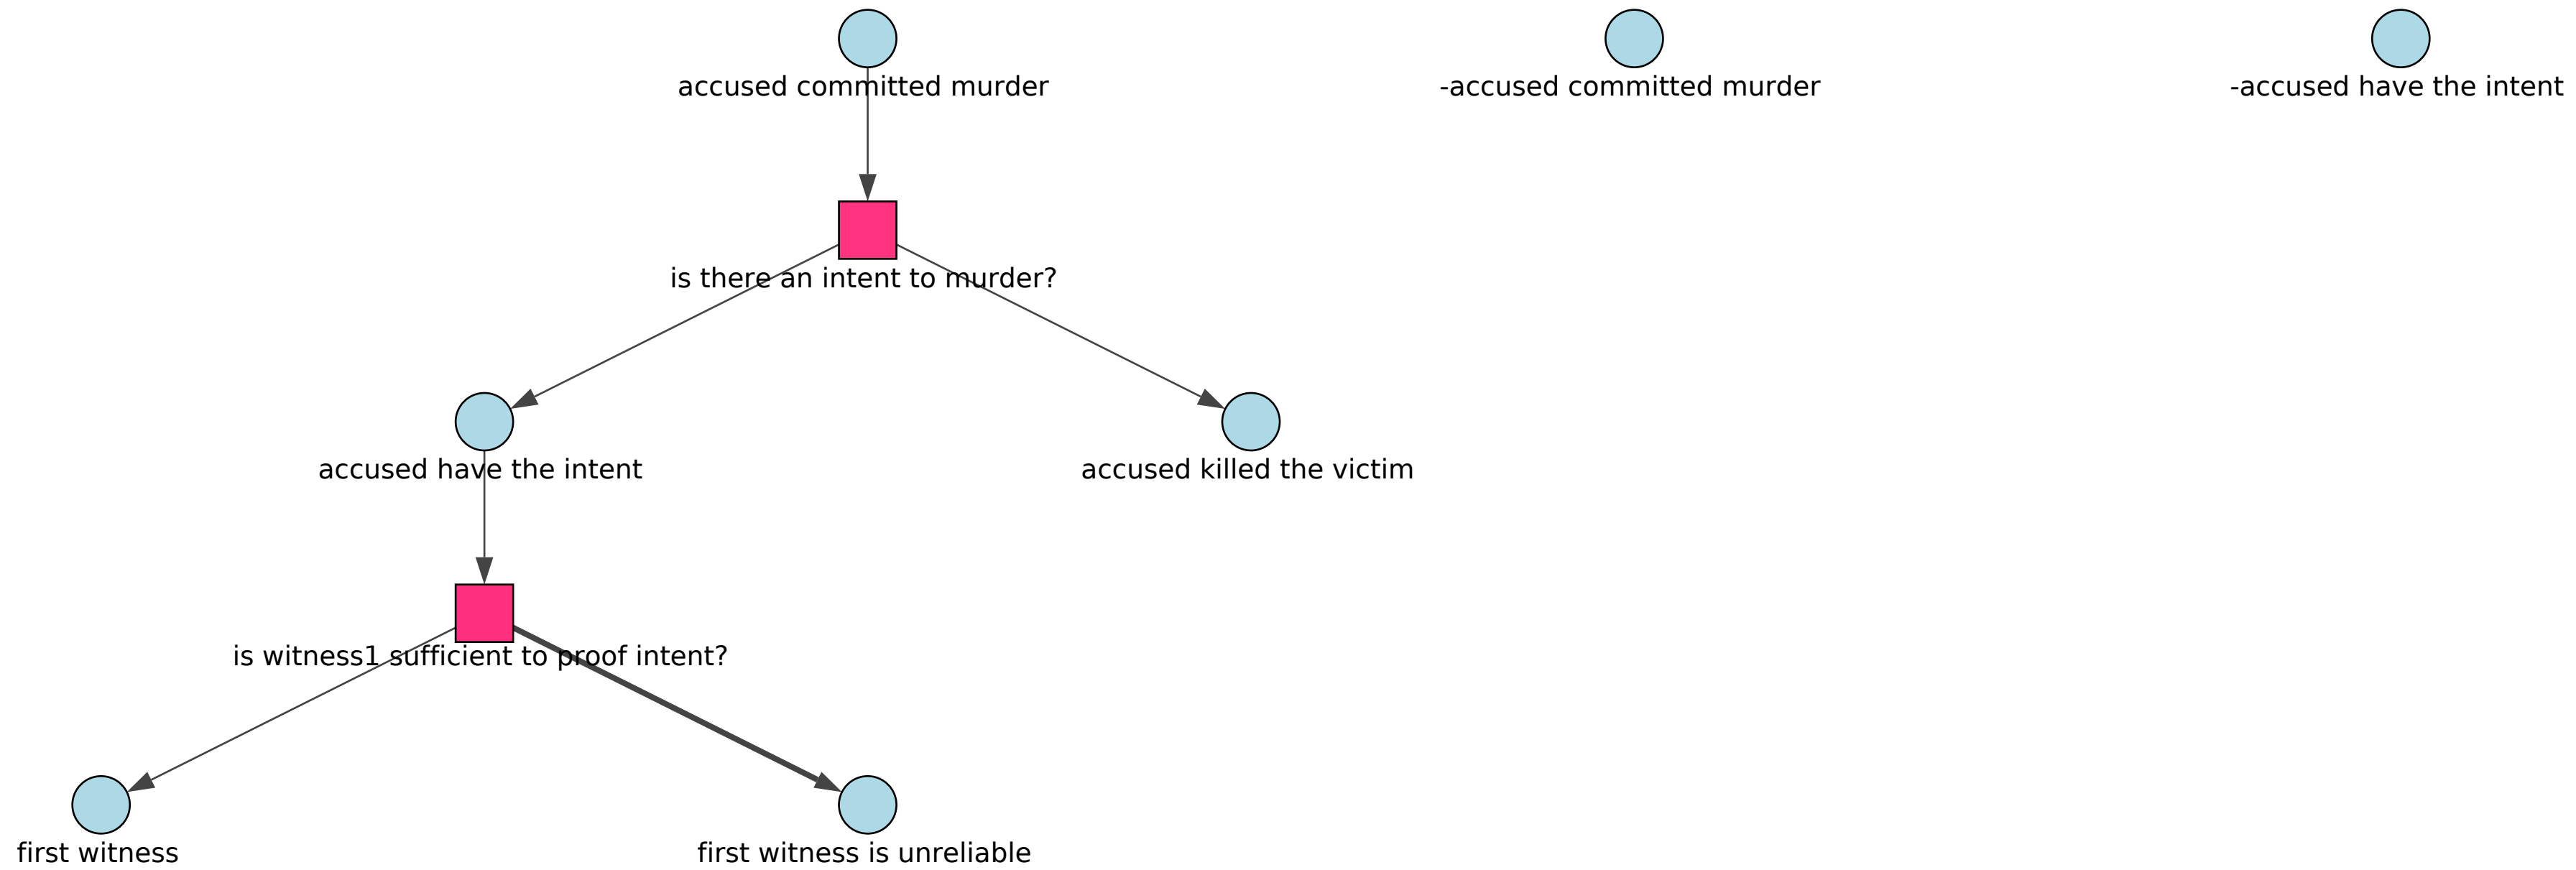 accused committed murder
-accused committed murder
-accused have the intent
is there an intent to murder?
accused have the intent
accused killed the victim
is witness1 sufficient to proof intent?
first witness
first witness is unreliable